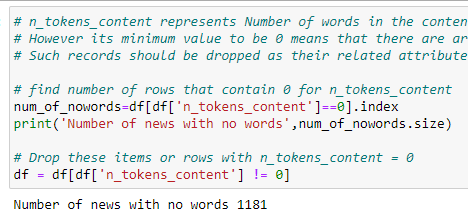 # n_tokens_content represents Number of words in the conten
# However its minimum value to be 0 means that there are ar
# Such records should be dropped as their related attribute
# find number of rows that contain 0 for n_tokens_content
num_of_nowords=df[df['n_tokens_content']==0].index
print('Number of news with no words',num_of_nowords.size)
# Drop these items or rows with n_tokens_content = 0
df = df[df['n_tokens_content'] != 0]
Number of news with no words 1181